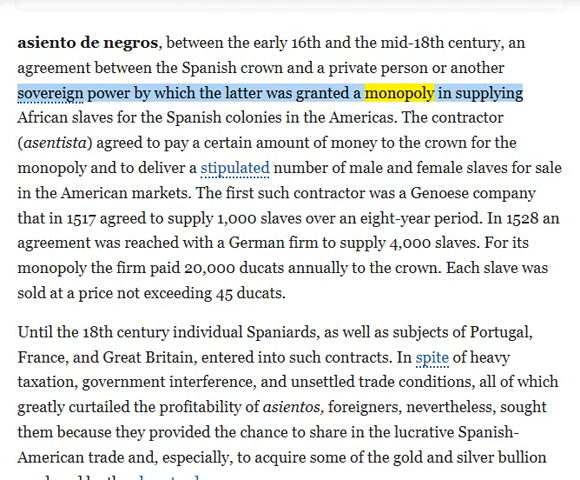 asiento de negros, between the early 16th and the mid-18th century, an
agreement between the Spanish crown and a private person or another
sovereign power by which the latter was granted a monopoly in supplying
African slaves for the Spanish colonies in the Americas. The contractor
(asentista) agreed to pay a certain amount of money to the crown for the
monopoly and to deliver a stipulated number of male and female slaves for sale
in the American markets. The first such contractor was a Genoese company
that in 1517 agreed to supply 1,000 slaves over an eight-year period. In 1528 an
agreement was reached with a German firm to supply 4,000 slaves. For its
monopoly the firm paid 20,000 ducats annually to the crown. Each slave was
sold at a price not exceeding 45 ducats.
Until the 18th century individual Spaniards, as well as subjects of Portugal,
France, and Great Britain, entered into such contracts. In spite of heavy
taxation, government interference, and unsettled trade conditions, all of which
greatly curtailed the profitability of asientos, foreigners, nevertheless, sought
them because they provided the chance to share in the lucrative Spanish-
American trade and, especially, to acquire some of the gold and silver bullion